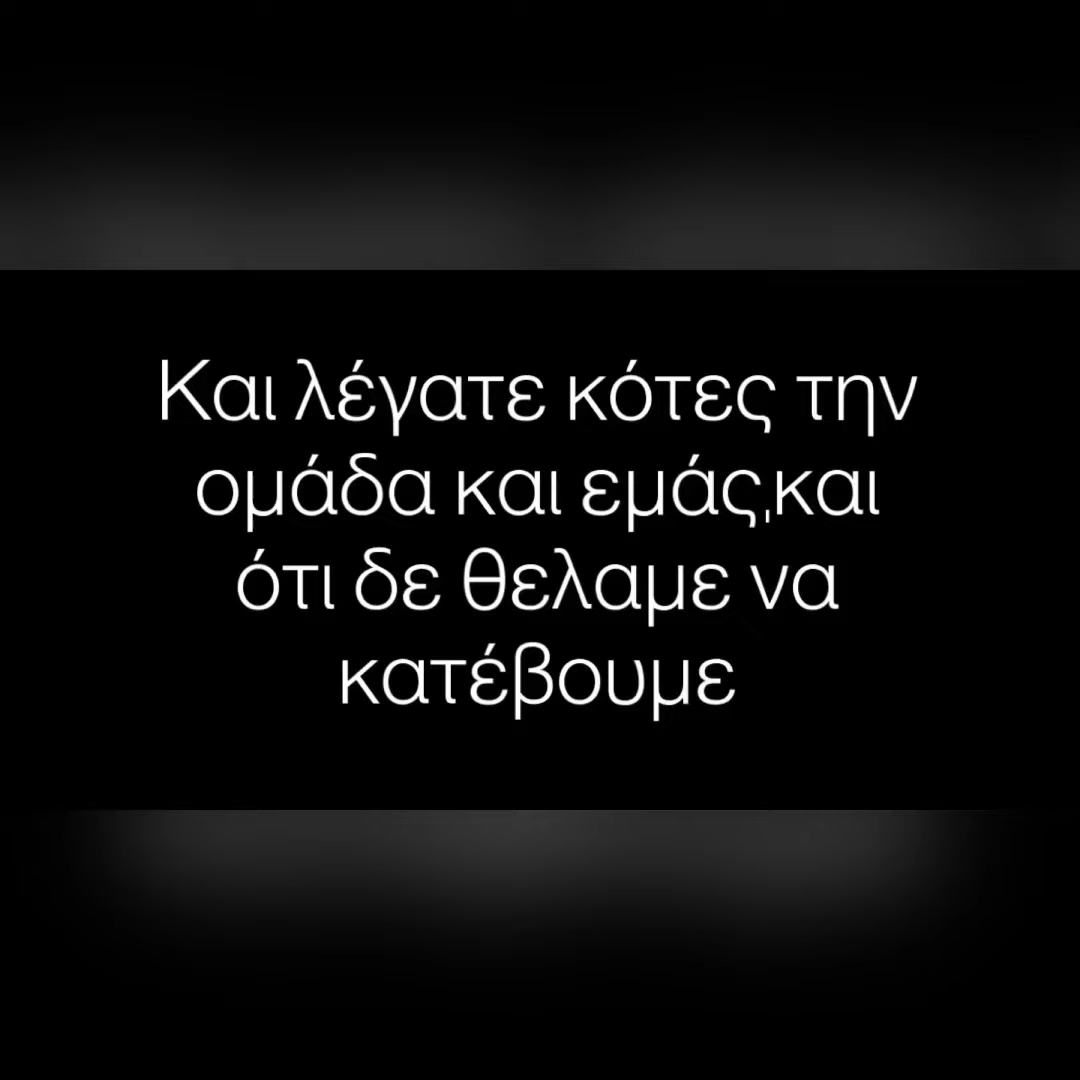 Και λέγατε κότες την
ομάδα και εμάς,και
ότι δε θελαμε να
κατέβουμε